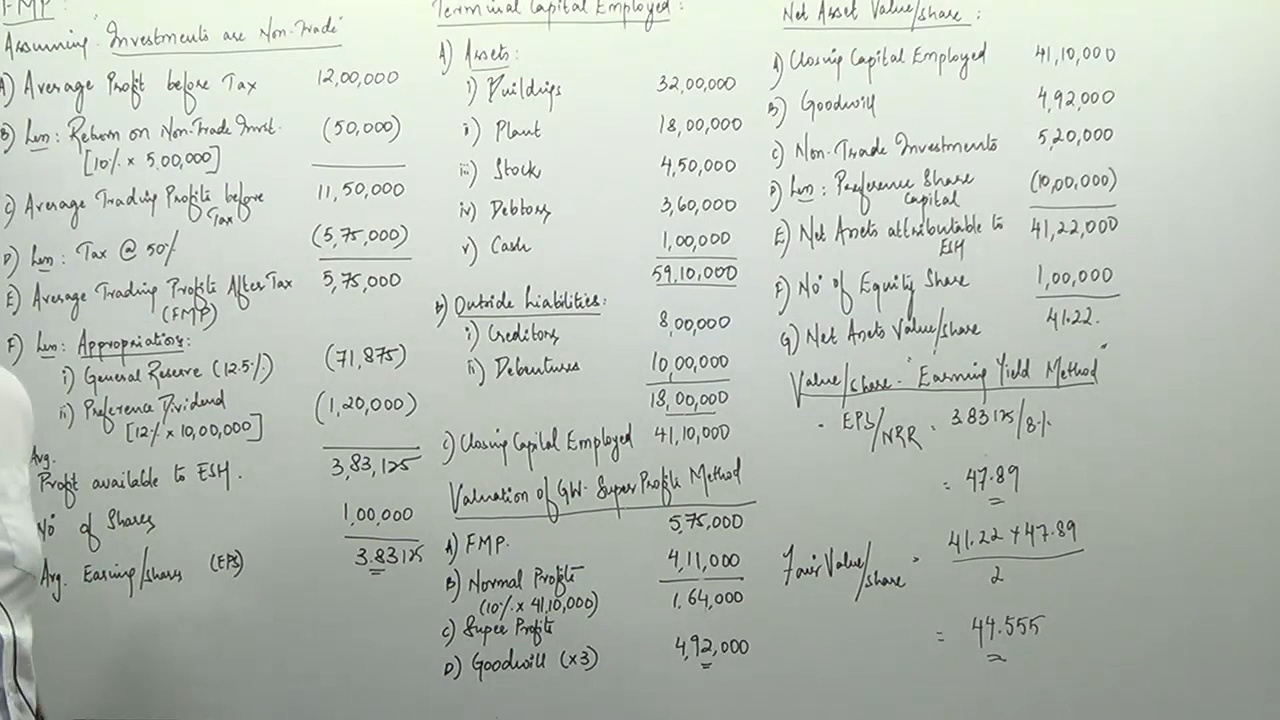 FMP :
Assuming "Investments are Non-Trade"
A) Average Profit before Tax 12,00,000
B) Less : Return on Non-Trade Invst. (50,000)
[10% x 5,00,000]
C) Average Trading Profits before Tax 11,50,000
D) Less : Tax @ 50% (5,75,000)
E) Average Trading Profits After Tax 5,75,000
(FMP)
F) Less : Appropriations :
i) General Reserve (12.5%) (71,875)
ii) Preference Dividend (1,20,000)
[12% x 10,00,000]
Avg.
Profit available to ESH. 3,83,125
No of Shares 1,00,000
Avg. Earning/shares (EPS) 3.83125
Terminal Capital Employed :
A) Assets :
i) Buildings 32,00,000
ii) Plant 18,00,000
iii) Stock 4,50,000
iv) Debtors 3,60,000
v) Cash 1,00,000
59,10,000
B) Outside Liabilities :
i) Creditors 8,00,000
ii) Debentures 10,00,000
18,00,000
C) Closing Capital Employed 41,10,000
Valuation of GW. Super Profits Method
A) FMP. 5,75,000
B) Normal Profits 4,11,000
(10% x 41,10,000)
C) Super Profits 1,64,000
D) Goodwill (x3) 4,92,000
Net Asset Value/share :
A) Closing Capital Employed 41,10,000
B) Goodwill 4,92,000
C) Non-Trade Investments 5,20,000
D) Less : Preference Share Capital (10,00,000)
E) Net Assets attributable to ESH 41,22,000
F) No of Equity Share 1,00,000
G) Net Assets Value/share 41.22.
Value/share - "Earning Yield Method"
= EPS/NRR = 3.83125/8%
= 47.89
Fair Value/share = 41.22 + 47.89
2
= 44.555